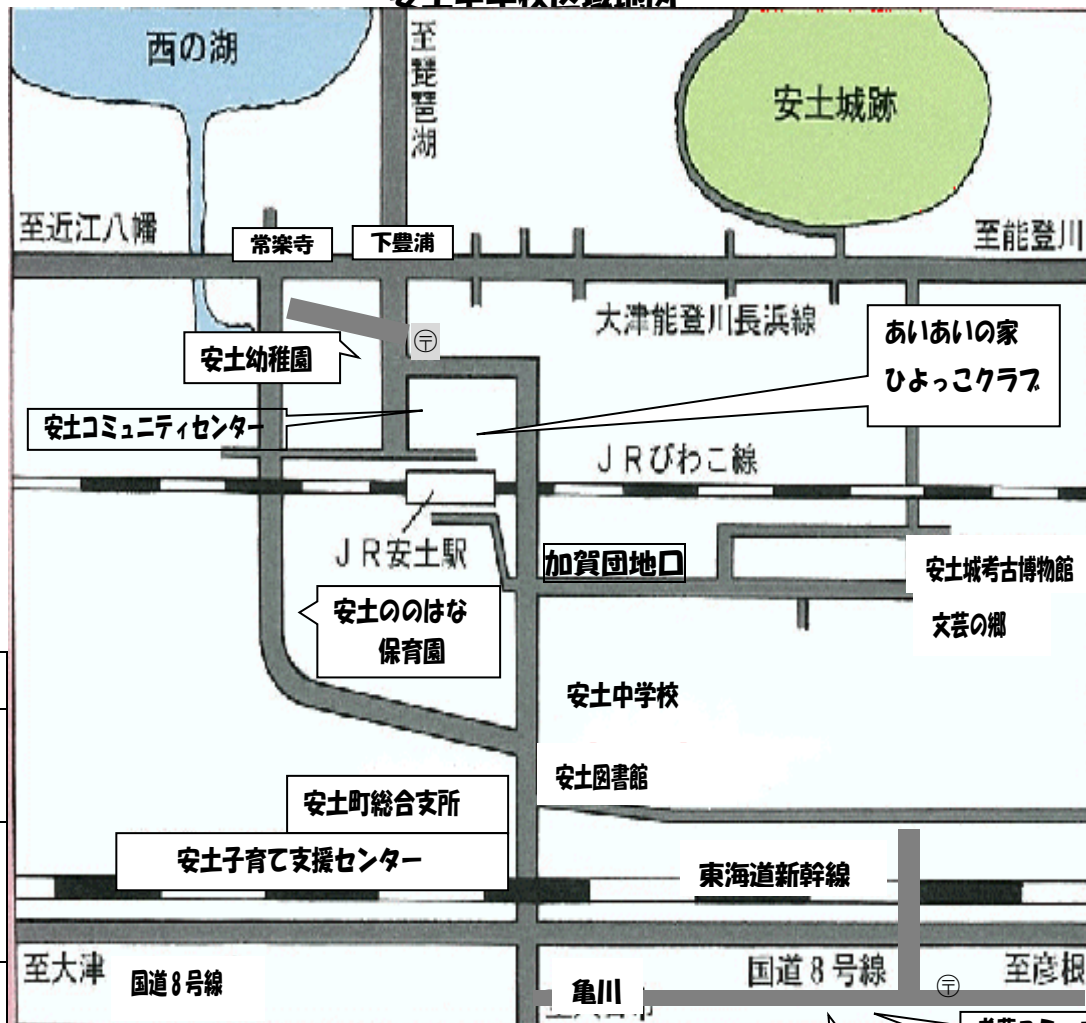 西の湖
至琵琶湖
安土城跡
至近江八幡
常楽寺
下豊浦
至能登川
大津能登川長浜線
あいあいの家
ひよっこクラブ
〒
安土幼稚園
安土コミュニティセンター
JRびわこ線
JR安土駅
加賀団地口
安土城考古博物館
文芸の郷
安土ののはな
保育園
安土中学校
安土図書館
安土町総合支所
安土子育て支援センター
東海道新幹線
至大津
国道8号線
国道8号線
至彦根
亀川
〒